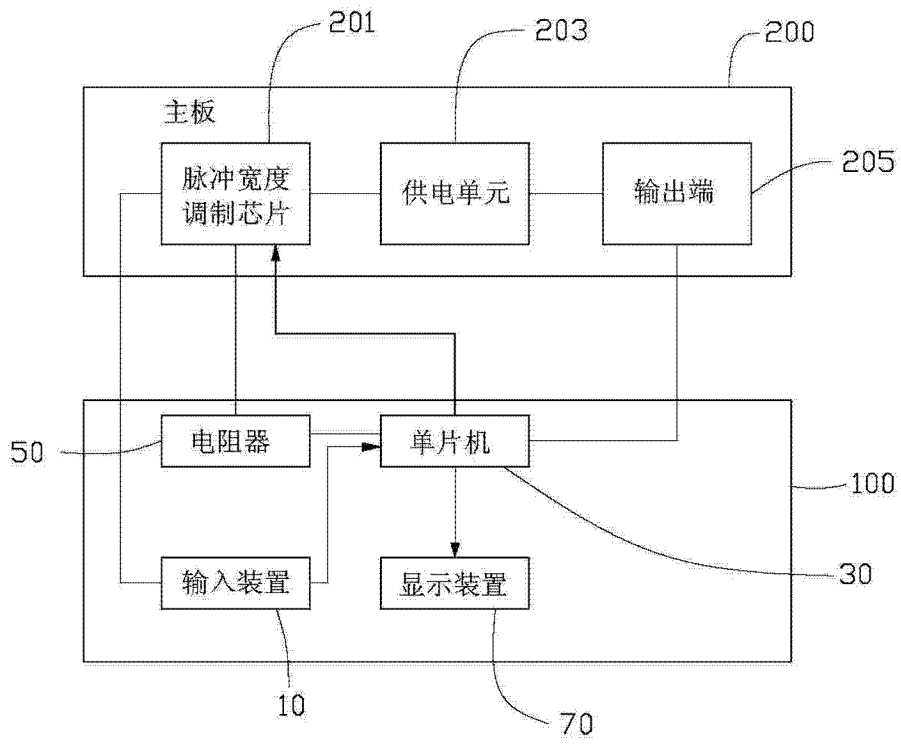 201
203
200
主板
脉冲宽度
调制芯片
供电单元
输出端
205
电阻器
单片机
50
100
输入装置
显示装置
30
10
70